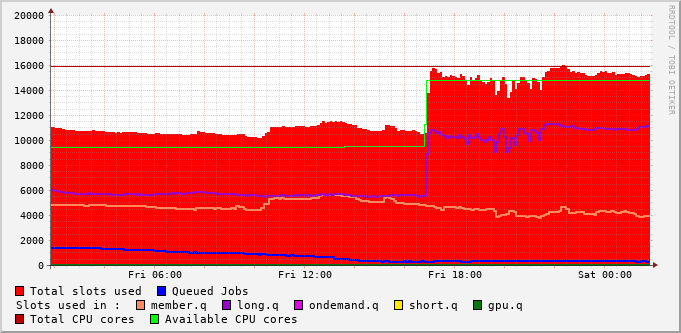 RRDTOOL / TOBI OETIKER
20000
18000
16000
14000
12000
10000
8000
6000
4000
2000
0
Fri 06:00 Fri 12:00 Fri 18:00 Sat 00:00
Total slots used Queued Jobs
Slots used in : member.q long.q ondemand.q short.q gpu.q
Total CPU cores Available CPU cores